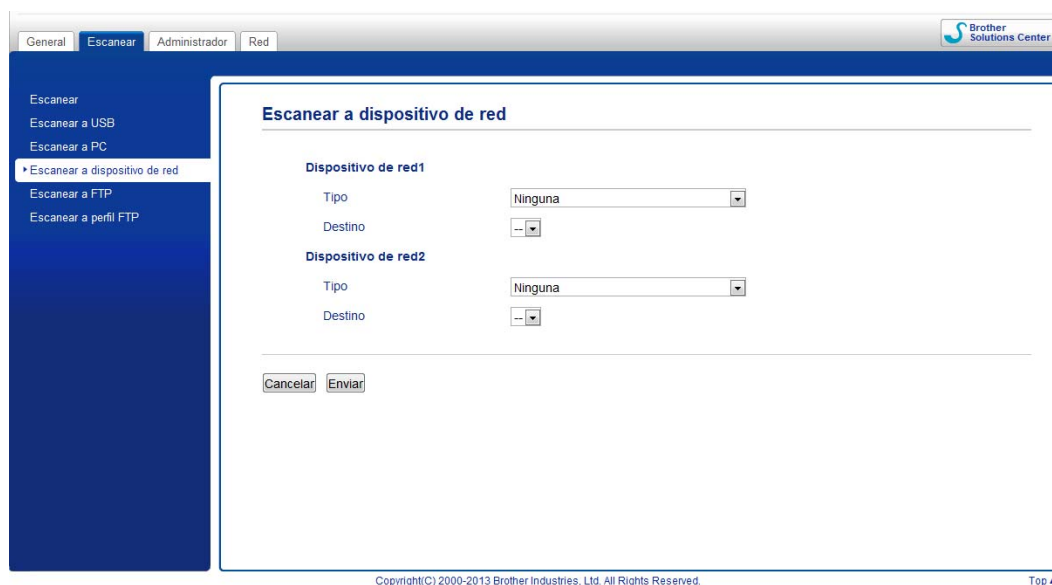 General Escanear Administrador Red
Brother
Solutions Center
Escanear
Escanear a USB
Escanear a PC
Escanear a dispositivo de red
Escanear a FTP
Escanear a perfil FTP
Escanear a dispositivo de red
Dispositivo de red1
Tipo Ninguna
Destino --
Dispositivo de red2
Tipo Ninguna
Destino --
Cancelar Enviar
Copyright(C) 2000-2013 Brother Industries, Ltd. All Rights Reserved. Top